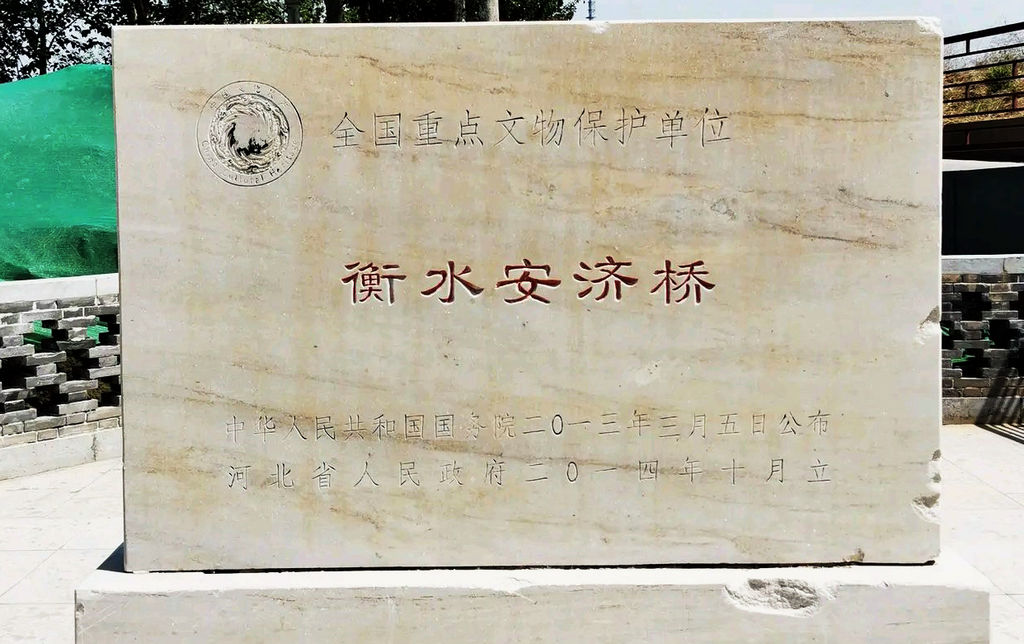 全国重点文物保护单位
衡水安济桥
中华人民共和国国务院二〇一三年三月五日公布
河北省人民政府二〇一四年十月立